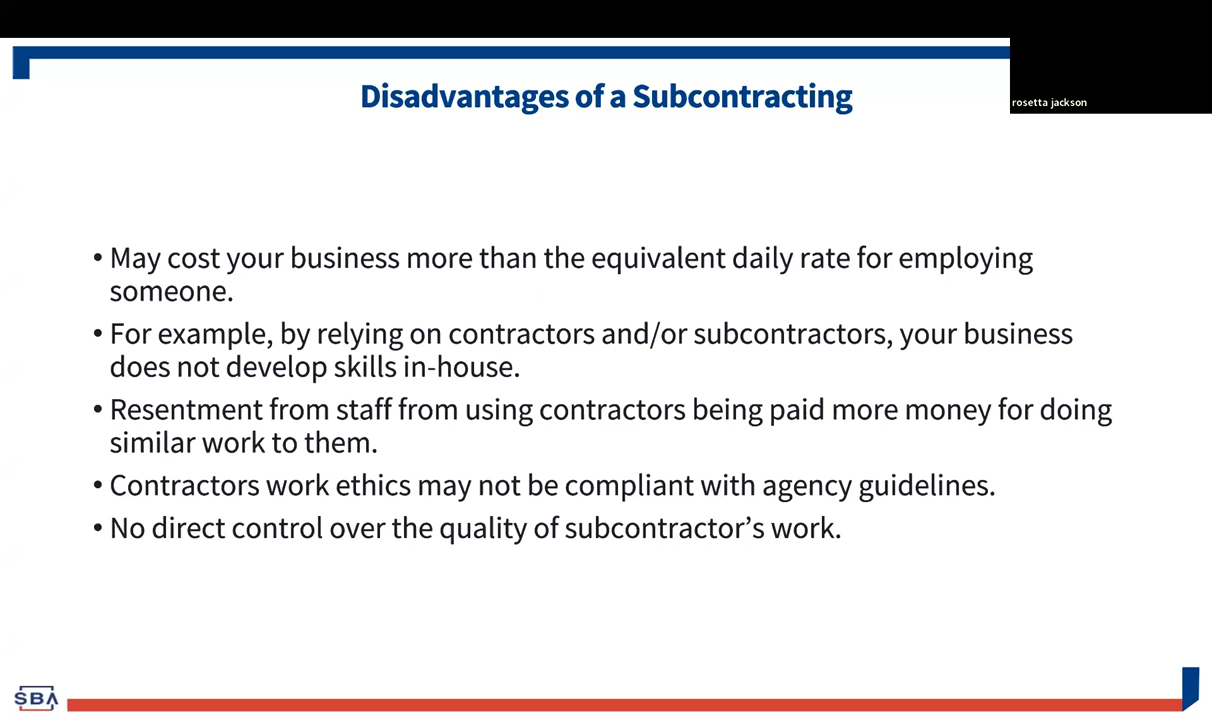 Disadvantages of a Subcontracting
rosetta jackson
• May cost your business more than the equivalent daily rate for employing
someone.
• For example, by relying on contractors and/or subcontractors, your business
does not develop skills in-house.
• Resentment from staff from using contractors being paid more money for doing
similar work to them.
• Contractors work ethics may not be compliant with agency guidelines.
• No direct control over the quality of subcontractor’s work.
SBA